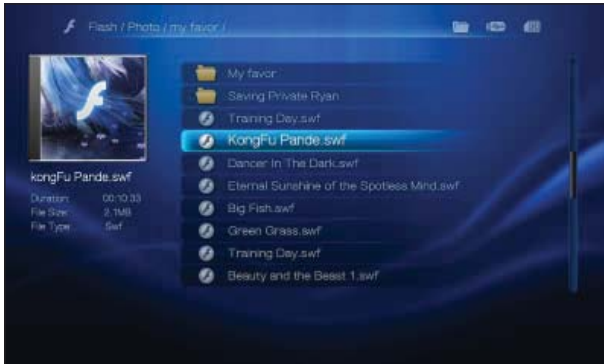 Flash / Photo / my favor /
My favor
Saving Private Ryan
Training Day.swf
KongFu Pande.swf
Dancer In The Dark.swf
Eternal Sunshine of the Spotless Mind.swf
Big Fish.swf
Green Grass.swf
Training Day.swf
Beauty and the Beast 1.swf
kongFu Pande.swf
Duration: 00:10:33
File Size: 2.1MB
File Type: Swf